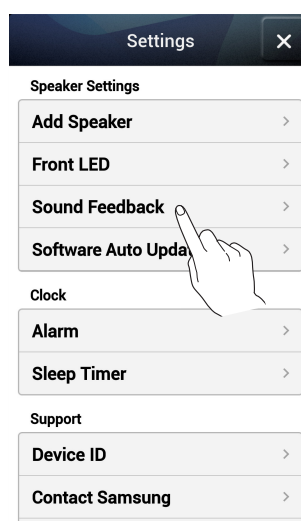 Settings
Speaker Settings
Add Speaker
Front LED
Sound Feedback
Software Auto Upda
Clock
Alarm
Sleep Timer
Support
Device ID
Contact Samsung